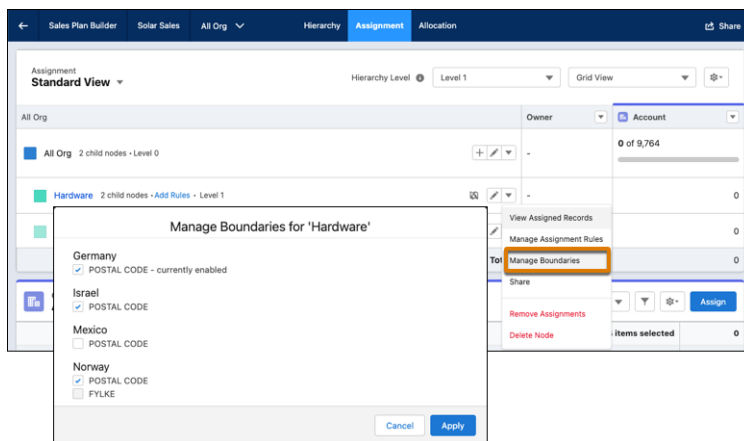 Sales Plan Builder Solar Sales All Org Hierarchy Assignment Allocation Share
Assignment
Standard View
Hierarchy Level Level 1 Grid View
All Org Owner Account
All Org 2 child nodes • Level 0 - 0 of 9,764
Hardware 2 child nodes • Add Rules • Level 1 - 0
0
Tot 0
View Assigned Records
Manage Assignment Rules
Manage Boundaries
Share
Remove Assignments
Delete Node
Assign
items selected 0
Manage Boundaries for 'Hardware'
Germany
POSTAL CODE - currently enabled
Israel
POSTAL CODE
Mexico
POSTAL CODE
Norway
POSTAL CODE
FYLKE
Cancel Apply